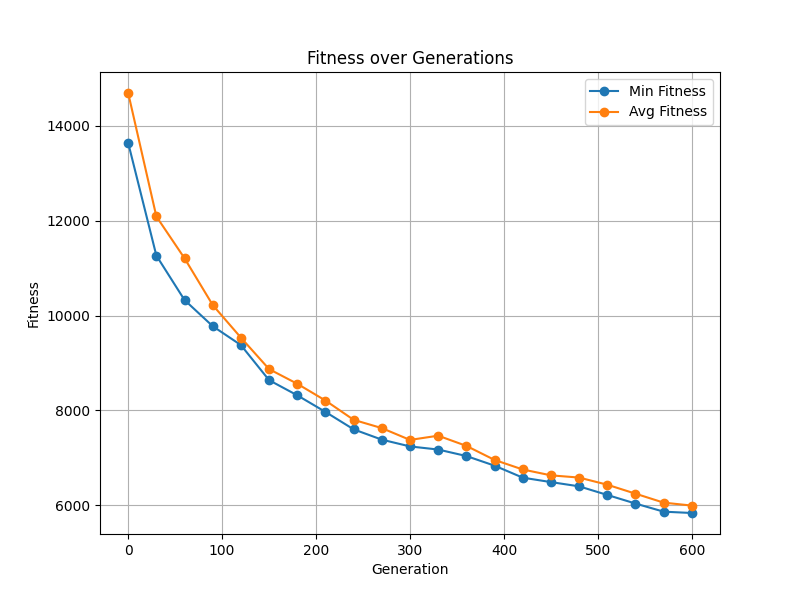 Fitness over Generations
Min Fitness
Avg Fitness
14000
12000
10000
8000
6000
Fitness
0 100 200 300 400 500 600
Generation